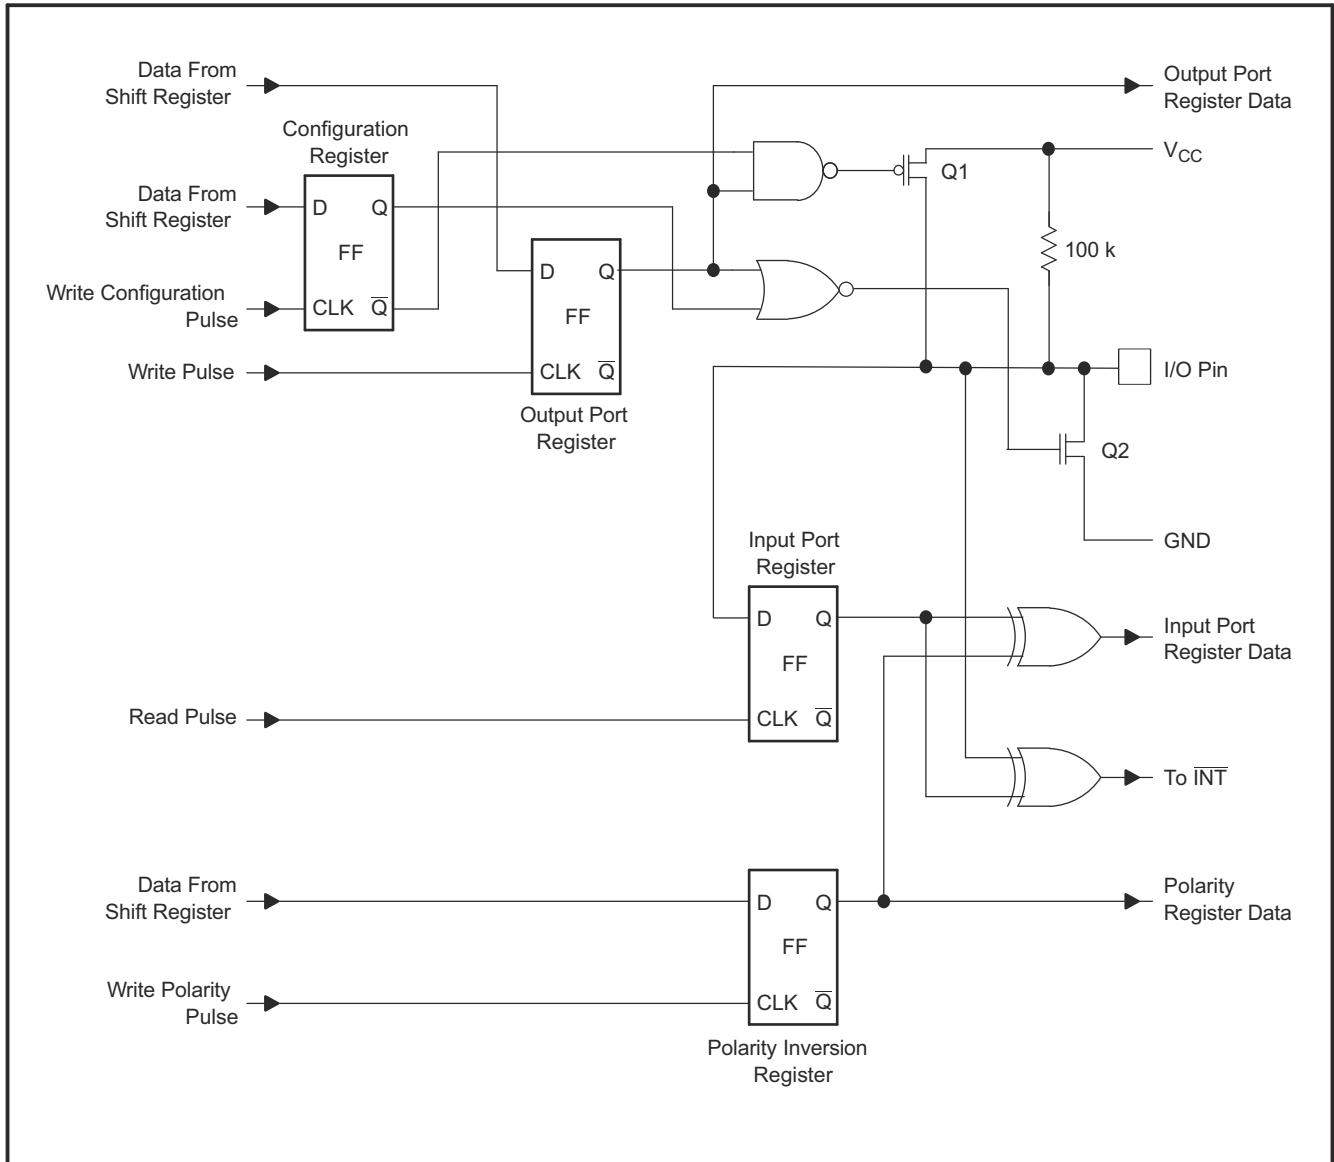 Data From
Shift Register
Output Port
Register Data
Configuration
Register
V<sub>CC</sub>
Q1
Data From
Shift Register
D Q
FF
CLK Q̅
100 k
D Q
FF
CLK Q̅
Write Configuration
Pulse
Write Pulse
I/O Pin
Output Port
Register
Q2
GND
Input Port
Register
D Q
FF
CLK Q̅
Input Port
Register Data
Read Pulse
To I̅N̅T̅
Data From
Shift Register
D Q
FF
CLK Q̅
Polarity
Register Data
Write Polarity
Pulse
Polarity Inversion
Register